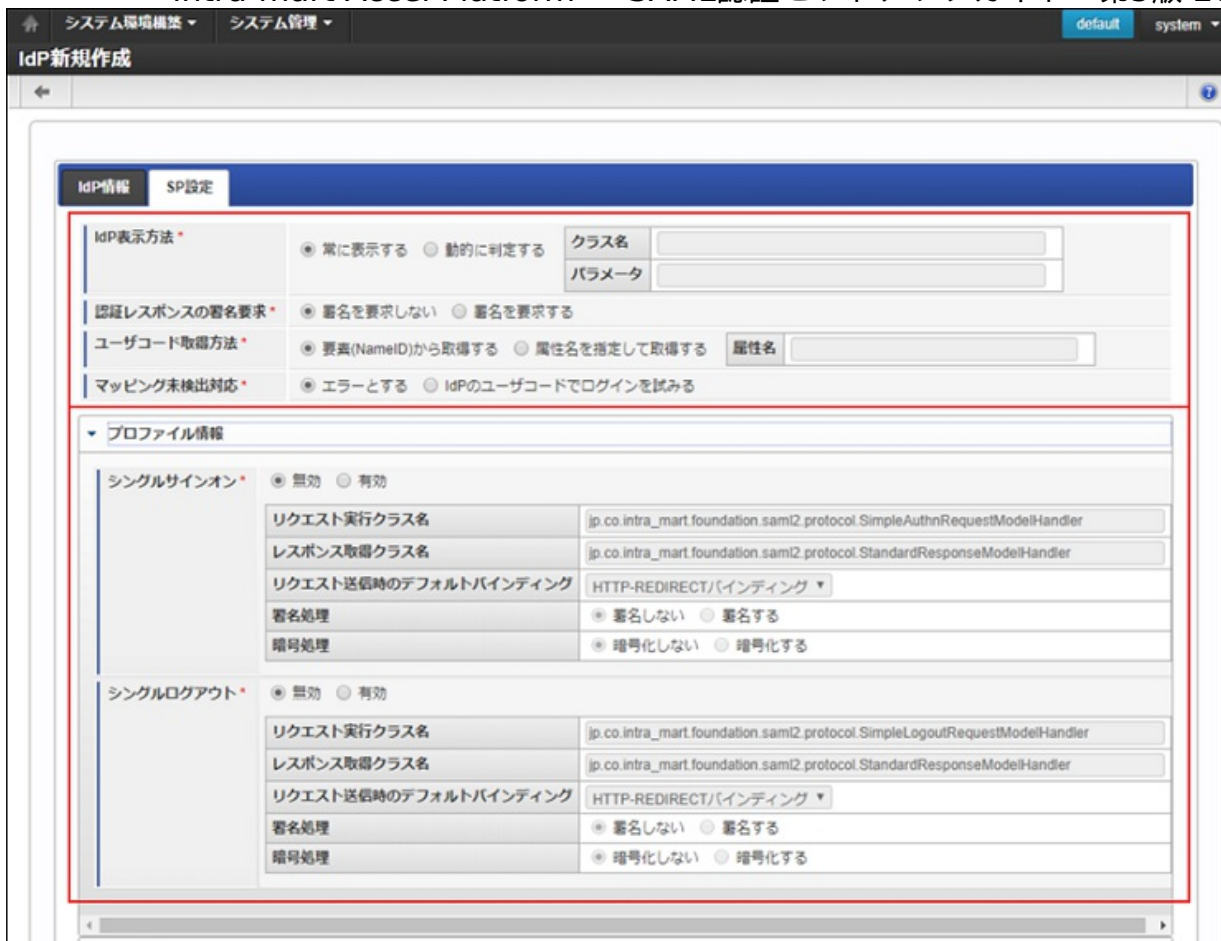 システム環境構築 システム管理 default system
IdP新規作成
IdP情報 SP設定
IdP表示方法 * 常に表示する 動的に判定する クラス名
パラメータ
認証レスポンスの署名要求 * 署名を要求しない 署名を要求する
ユーザコード取得方法 * 要素(NameID)から取得する 属性名を指定して取得する 属性名
マッピング未検出対応 * エラーとする IdPのユーザコードでログインを試みる
プロファイル情報
シングルサインオン * 無効 有効
リクエスト実行クラス名 jp.co.intra_mart.foundation.saml2.protocol.SimpleAuthnRequestModelHandler
レスポンス取得クラス名 jp.co.intra_mart.foundation.saml2.protocol.StandardResponseModelHandler
リクエスト送信時のデフォルトバインディング HTTP-REDIRECTバインディング
署名処理 署名しない 署名する
暗号処理 暗号化しない 暗号化する
シングルログアウト * 無効 有効
リクエスト実行クラス名 jp.co.intra_mart.foundation.saml2.protocol.SimpleLogoutRequestModelHandler
レスポンス取得クラス名 jp.co.intra_mart.foundation.saml2.protocol.StandardResponseModelHandler
リクエスト送信時のデフォルトバインディング HTTP-REDIRECTバインディング
署名処理 署名しない 署名する
暗号処理 暗号化しない 暗号化する